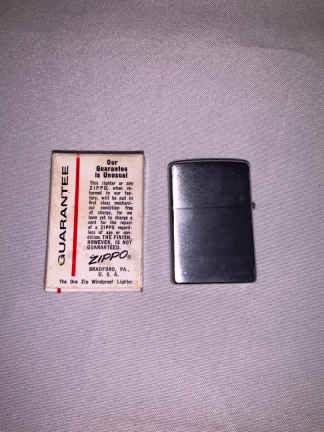 GUARANTEE
Our
Guarantee
is Unusual
This lighter or any
ZIPPO, when re-
turned to our fac-
tory, will be put in
first class mechani-
cal condition free
of charge, for we
have yet to charge a
cent for the repair
of a ZIPPO regard-
less of age or con-
dition. THE FINISH,
HOWEVER, IS NOT
GUARANTEED.
ZIPPO®
BRADFORD, PA.,
U. S. A.
The One Zip Windproof Lighter